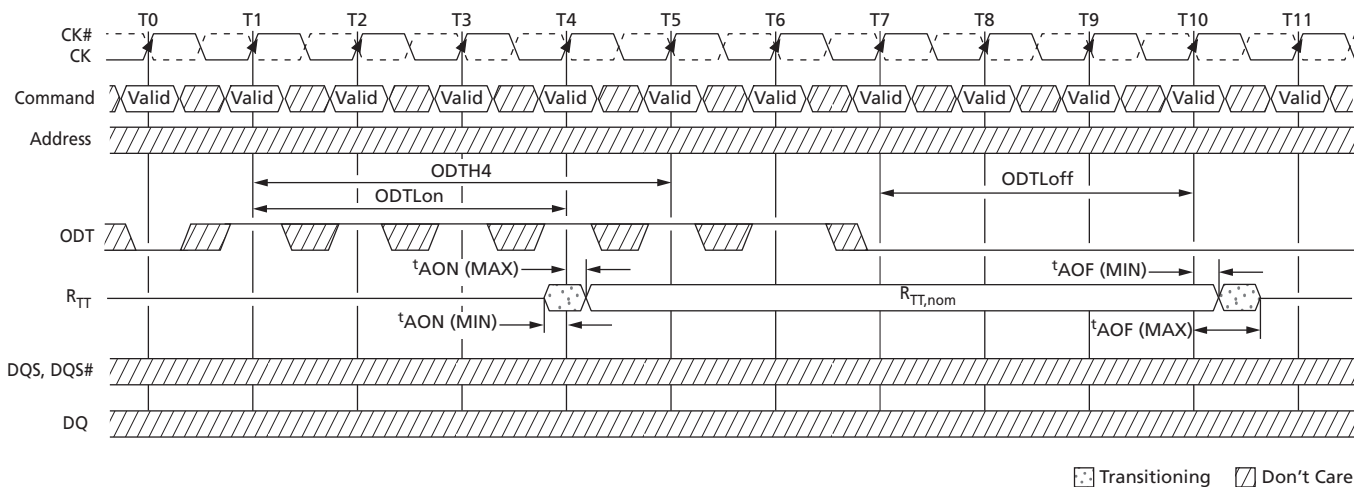 T0 T1 T2 T3 T4 T5 T6 T7 T8 T9 T10 T11
CK#
CK
Command Valid Valid Valid Valid Valid Valid Valid Valid Valid Valid Valid Valid
Address
ODTH4
ODTLoff
ODTLon
ODT
tAON (MAX) tAOF (MIN)
RTT RTT,nom
tAON (MIN) tAOF (MAX)
DQS, DQS#
DQ
Transitioning Don't Care